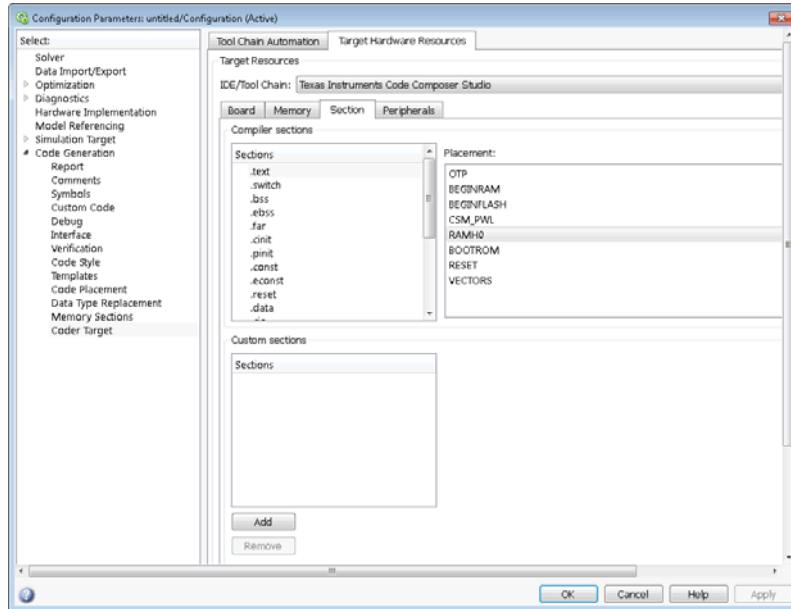 Configuration Parameters: untitled/Configuration (Active)
Select:
Solver
Data Import/Export
Optimization
Diagnostics
Hardware Implementation
Model Referencing
Simulation Target
Code Generation
Report
Comments
Symbols
Custom Code
Debug
Interface
Verification
Code Style
Templates
Code Placement
Data Type Replacement
Memory Sections
Coder Target
Tool Chain Automation
Target Hardware Resources
Target Resources
IDE/Tool Chain: Texas Instruments Code Composer Studio
Board
Memory
Section
Peripherals
Compiler sections
Sections
.text
.switch
.bss
.ebss
.far
.cinit
.pinit
.const
.econst
.reset
.data
Placement:
OTP
BEGINRAM
BEGINFLASH
CSM_PWL
RAMH0
BOOTROM
RESET
VECTORS
Custom sections
Sections
Add
Remove
OK
Cancel
Help
Apply